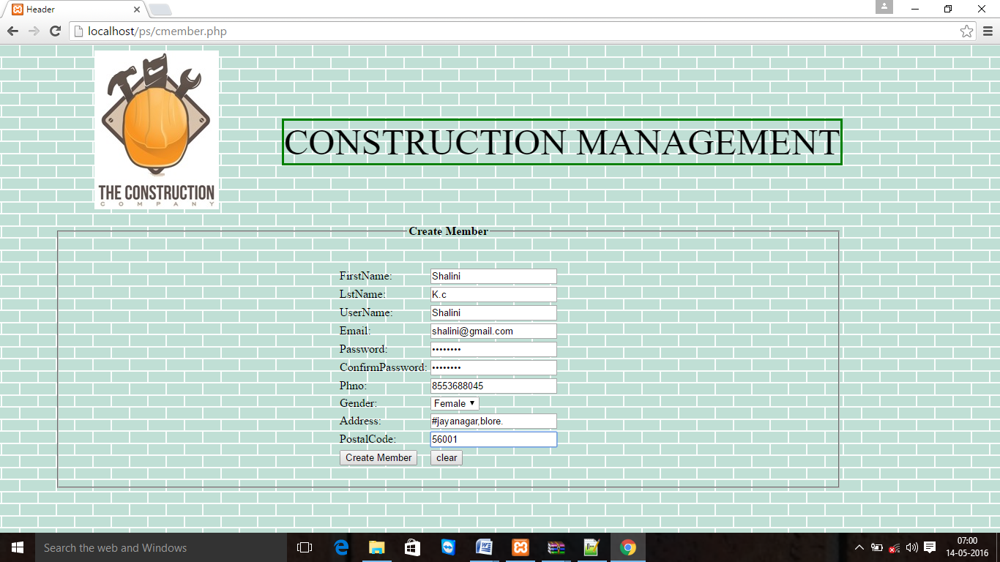 Header
localhost/ps/cmember.php
THE CONSTRUCTION
COMPANY
CONSTRUCTION MANAGEMENT
Create Member
FirstName: Shalini
LstName: K.c
UserName: Shalini
Email: shalini@gmail.com
Password: ••••••••
ConfirmPassword: ••••••••
Phno: 8553688045
Gender: Female
Address: #jayanagar,blore.
PostalCode: 56001
Create Member clear
Search the web and Windows
07:00
14-05-2016